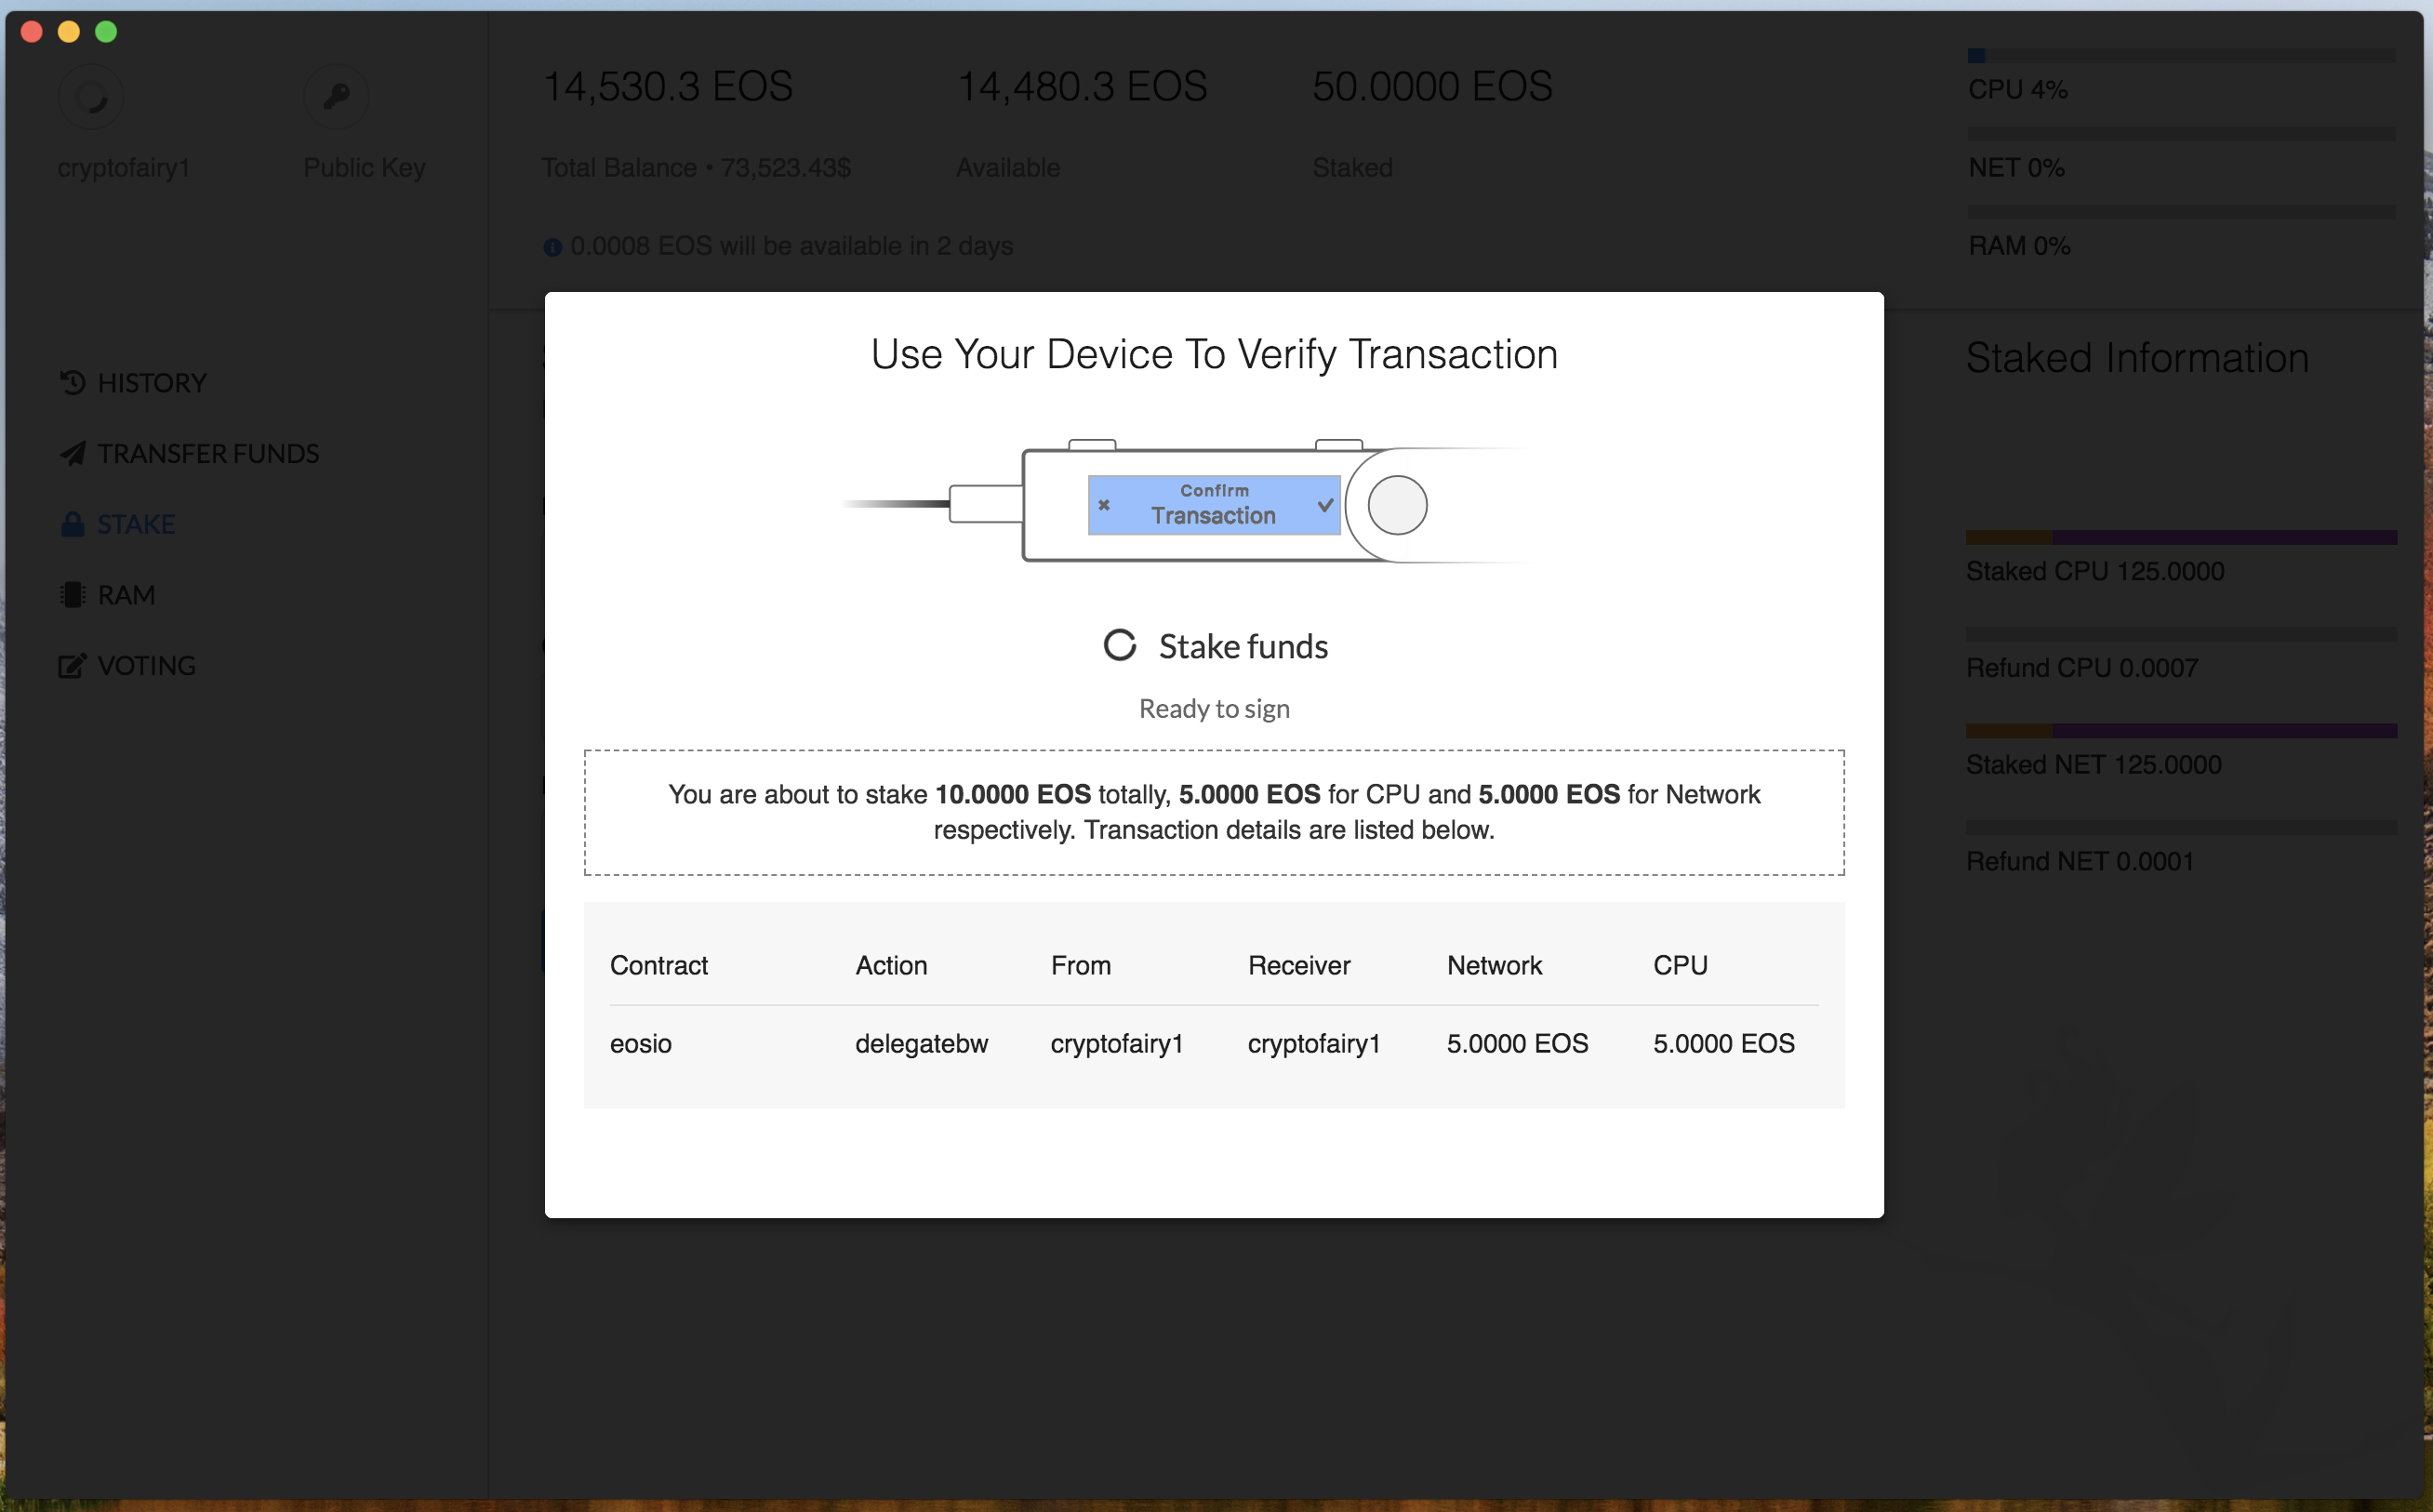 cryptofairy1
Public Key
HISTORY
TRANSFER FUNDS
STAKE
RAM
VOTING
14,530.3 EOS
Total Balance • 73,523.43$
14,480.3 EOS
Available
50.0000 EOS
Staked
0.0008 EOS will be available in 2 days
CPU 4%
NET 0%
RAM 0%
Use Your Device To Verify Transaction
Confirm
Transaction
Stake funds
Ready to sign
You are about to stake 10.0000 EOS totally, 5.0000 EOS for CPU and 5.0000 EOS for Network
respectively. Transaction details are listed below.
Contract Action From Receiver Network CPU
eosio delegatebw cryptofairy1 cryptofairy1 5.0000 EOS 5.0000 EOS
Staked Information
Staked CPU 125.0000
Refund CPU 0.0007
Staked NET 125.0000
Refund NET 0.0001